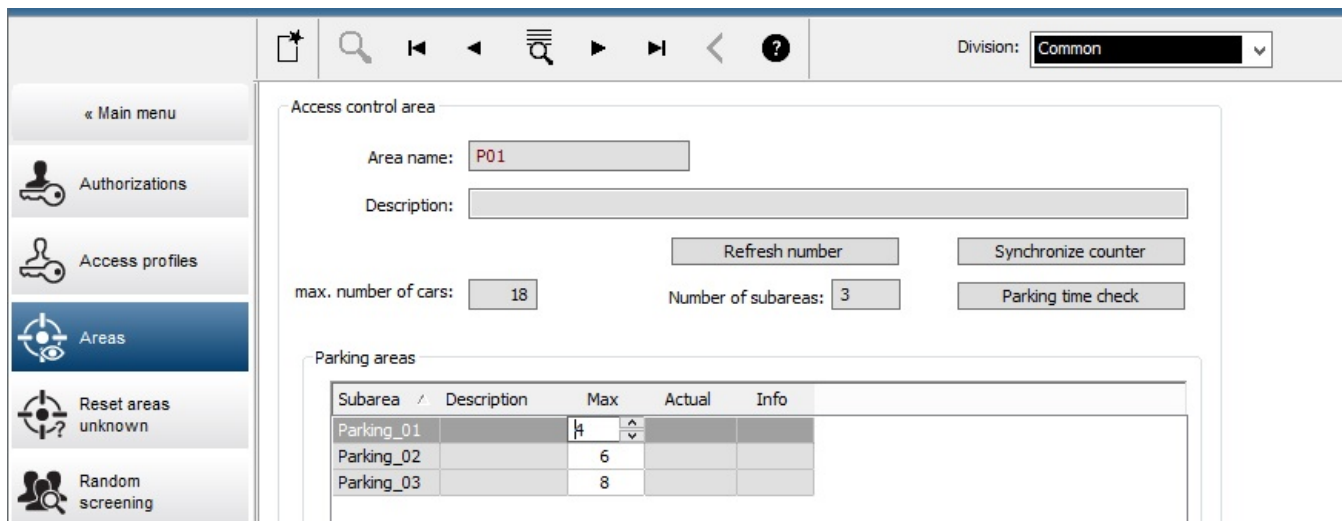 Division: Common
« Main menu
Authorizations
Access profiles
Areas
Reset areas
unknown
Random
screening
Access control area
Area name: P01
Description:
Refresh number Synchronize counter
max. number of cars: 18 Number of subareas: 3 Parking time check
Parking areas
Subarea Description Max Actual Info
Parking_01 4
Parking_02 6
Parking_03 8